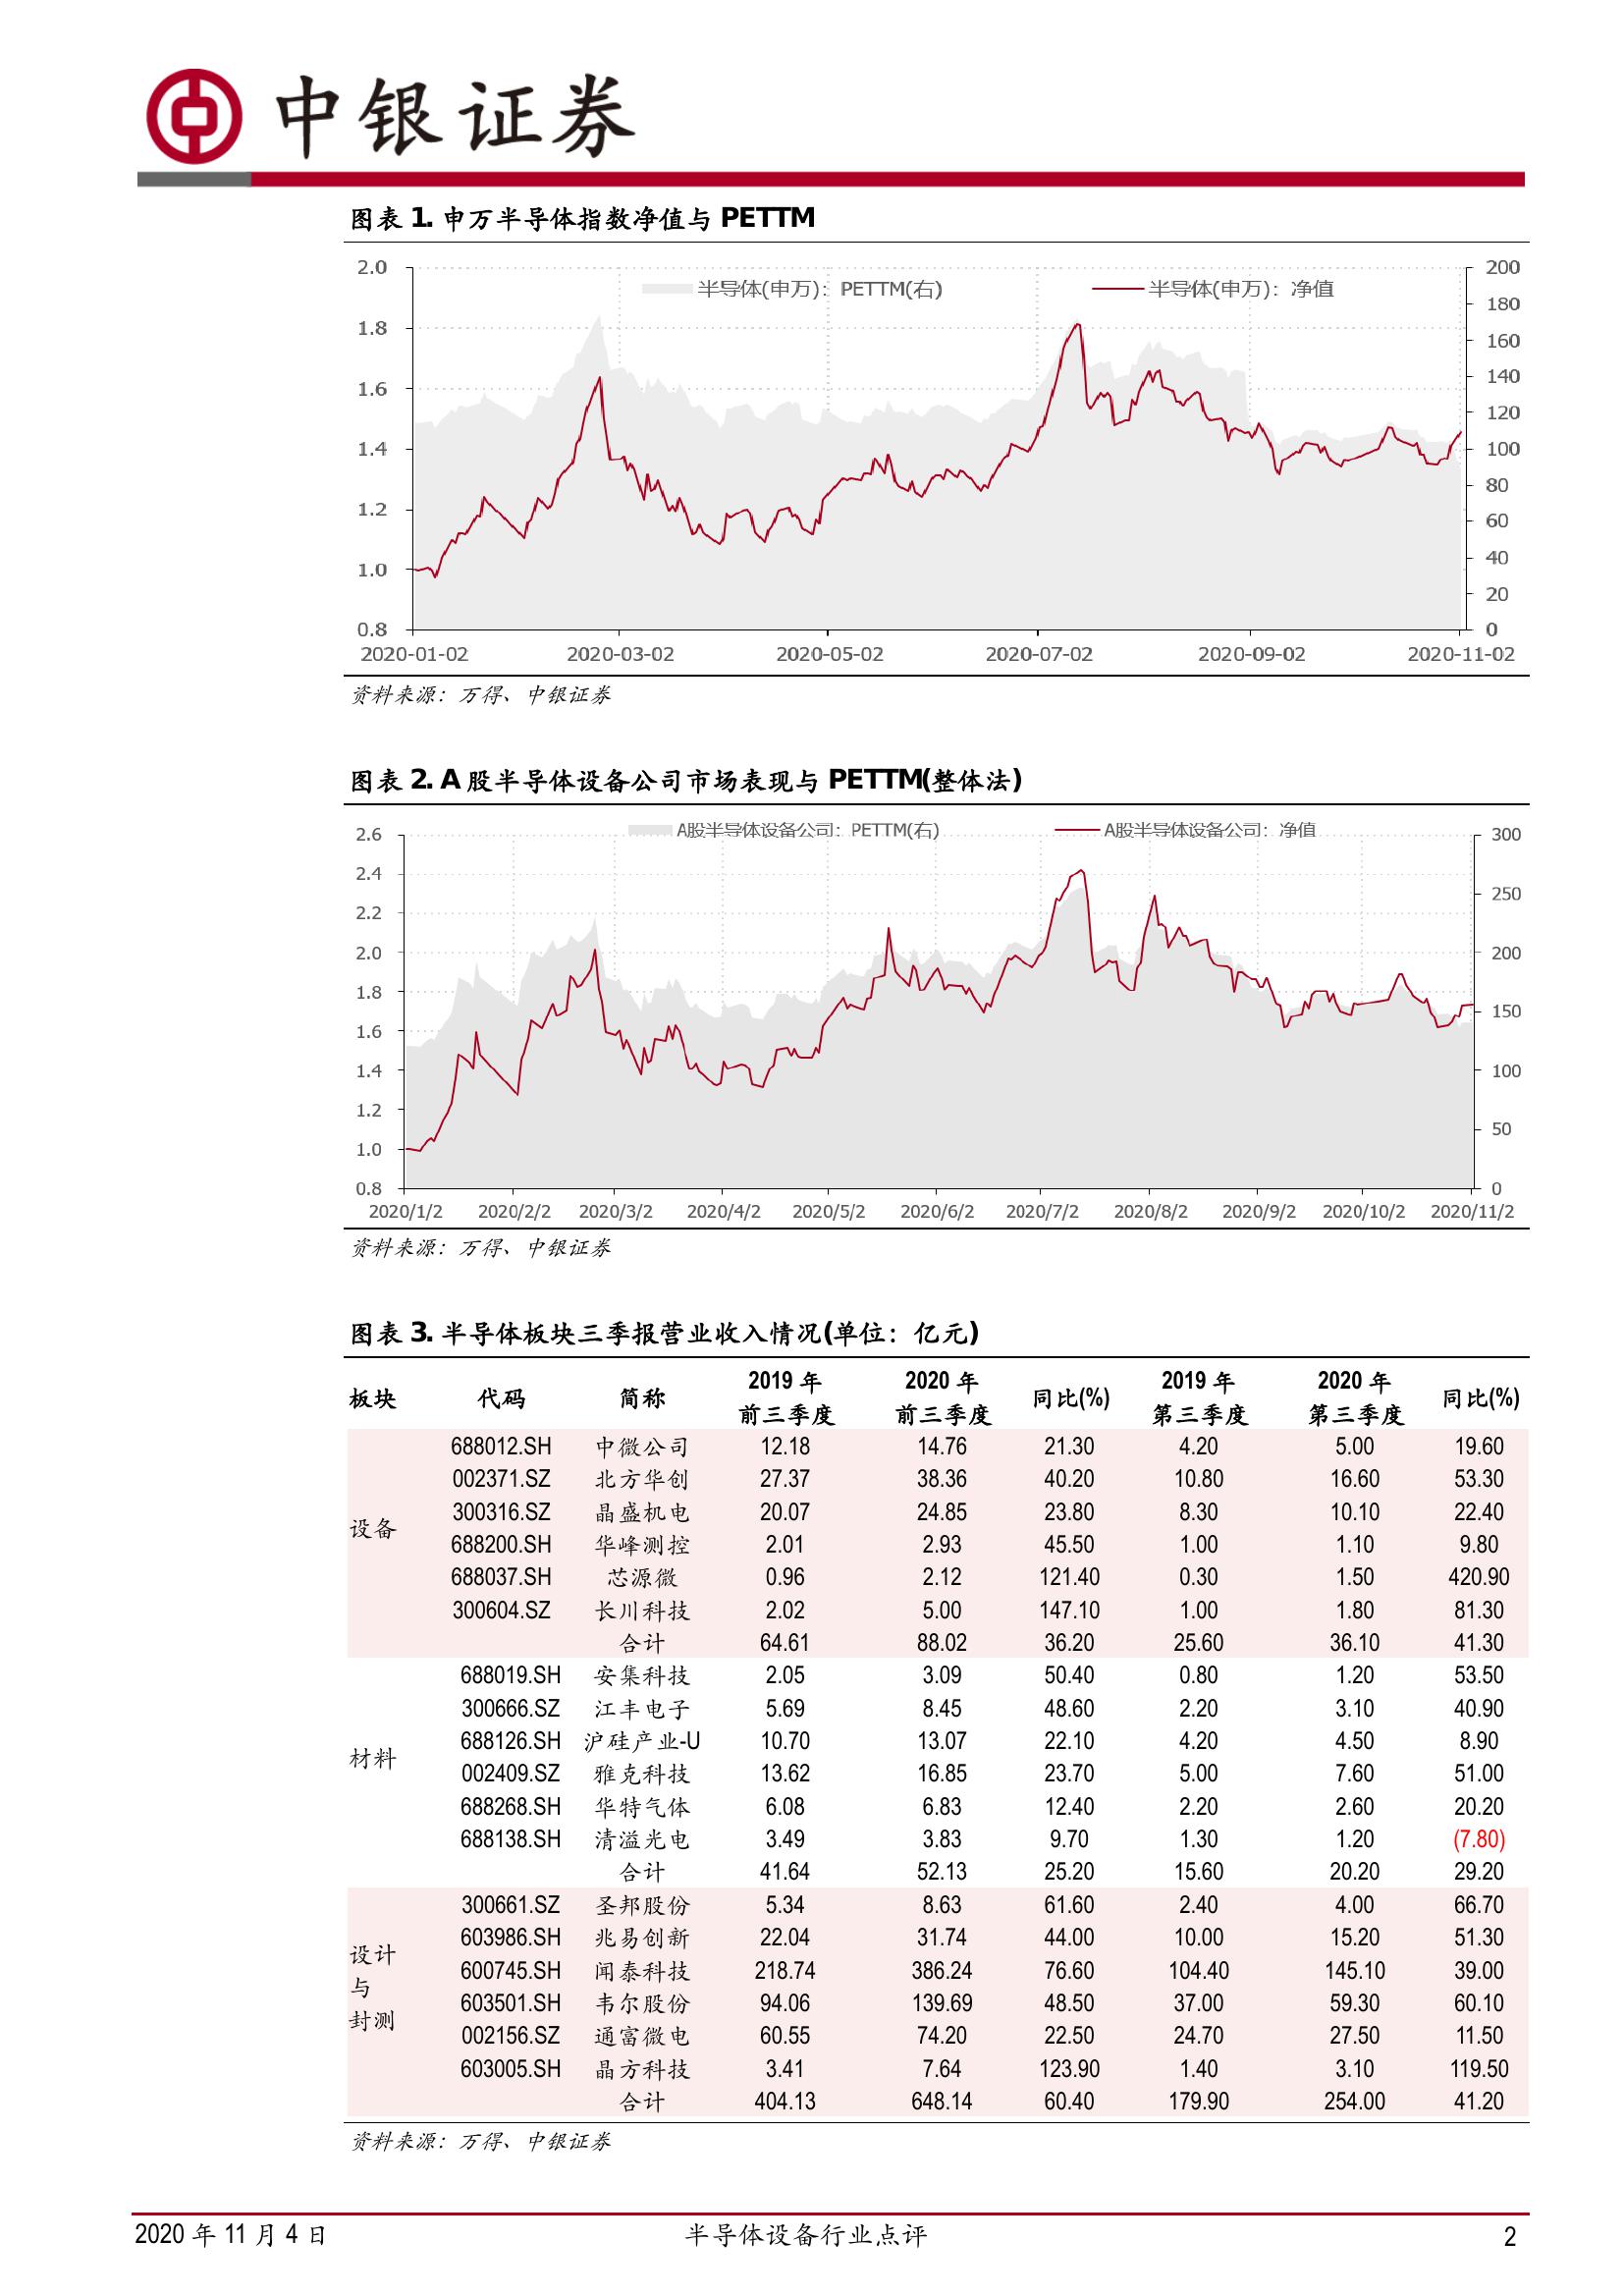 中银证券
图表 1. 申万半导体指数净值与 PETTM
半导体(申万)：PETTM(右) 半导体(申万)：净值
2.0 200
180
1.8
160
1.6 140
120
1.4 100
80
1.2
60
1.0 40
20
0.8 0
2020-01-02 2020-03-02 2020-05-02 2020-07-02 2020-09-02 2020-11-02
资料来源：万得、中银证券
图表 2. A 股半导体设备公司市场表现与 PETTM(整体法)
A股半导体设备公司：PETTM(右) A股半导体设备公司：净值
2.6 300
2.4
250
2.2
2.0 200
1.8
150
1.6
1.4 100
1.2
50
1.0
0.8 0
2020/1/2 2020/2/2 2020/3/2 2020/4/2 2020/5/2 2020/6/2 2020/7/2 2020/8/2 2020/9/2 2020/10/2 2020/11/2
资料来源：万得、中银证券
图表 3. 半导体板块三季报营业收入情况(单位：亿元)
板块 代码 简称 2019 年 前三季度 2020 年 前三季度 同比(%) 2019 年 第三季度 2020 年 第三季度 同比(%)
设备
688012.SH 中微公司 12.18 14.76 21.30 4.20 5.00 19.60
002371.SZ 北方华创 27.37 38.36 40.20 10.80 16.60 53.30
300316.SZ 晶盛机电 20.07 24.85 23.80 8.30 10.10 22.40
688200.SH 华峰测控 2.01 2.93 45.50 1.00 1.10 9.80
688037.SH 芯源微 0.96 2.12 121.40 0.30 1.50 420.90
300604.SZ 长川科技 2.02 5.00 147.10 1.00 1.80 81.30
合计 64.61 88.02 36.20 25.60 36.10 41.30
材料
688019.SH 安集科技 2.05 3.09 50.40 0.80 1.20 53.50
300666.SZ 江丰电子 5.69 8.45 48.60 2.20 3.10 40.90
688126.SH 沪硅产业-U 10.70 13.07 22.10 4.20 4.50 8.90
002409.SZ 雅克科技 13.62 16.85 23.70 5.00 7.60 51.00
688268.SH 华特气体 6.08 6.83 12.40 2.20 2.60 20.20
688138.SH 清溢光电 3.49 3.83 9.70 1.30 1.20 (7.80)
合计 41.64 52.13 25.20 15.60 20.20 29.20
设计
与
封测
300661.SZ 圣邦股份 5.34 8.63 61.60 2.40 4.00 66.70
603986.SH 兆易创新 22.04 31.74 44.00 10.00 15.20 51.30
600745.SH 闻泰科技 218.74 386.24 76.60 104.40 145.10 39.00
603501.SH 韦尔股份 94.06 139.69 48.50 37.00 59.30 60.10
002156.SZ 通富微电 60.55 74.20 22.50 24.70 27.50 11.50
603005.SH 晶方科技 3.41 7.64 123.90 1.40 3.10 119.50
合计 404.13 648.14 60.40 179.90 254.00 41.20
资料来源：万得、中银证券
2020 年 11 月 4 日 半导体设备行业点评 2